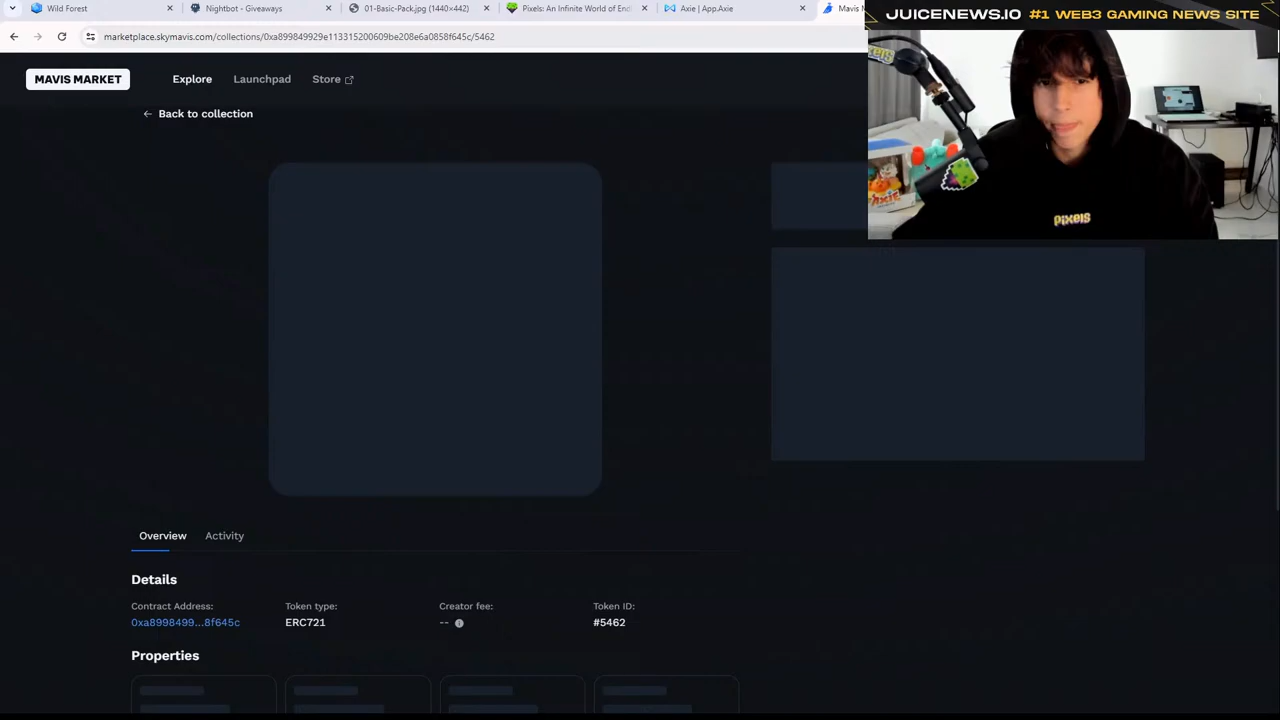 Wild Forest
Nightbot - Giveaways
01-Basic-Pack.jpg (1440×442)
Pixels: An Infinite World of End
Axie | App.Axie
Mavis M
JUICENEWS.IO #1 WEB3 GAMING NEWS SITE
marketplace.skymavis.com/collections/0xa899849929e113315200609be208e6a0858f645c/5462
MAVIS MARKET
Explore
Launchpad
Store
Back to collection
pixels
Overview
Activity
Details
Contract Address:
Token type:
Creator fee:
Token ID:
0xa8998499...8f645c
ERC721
--
#5462
Properties